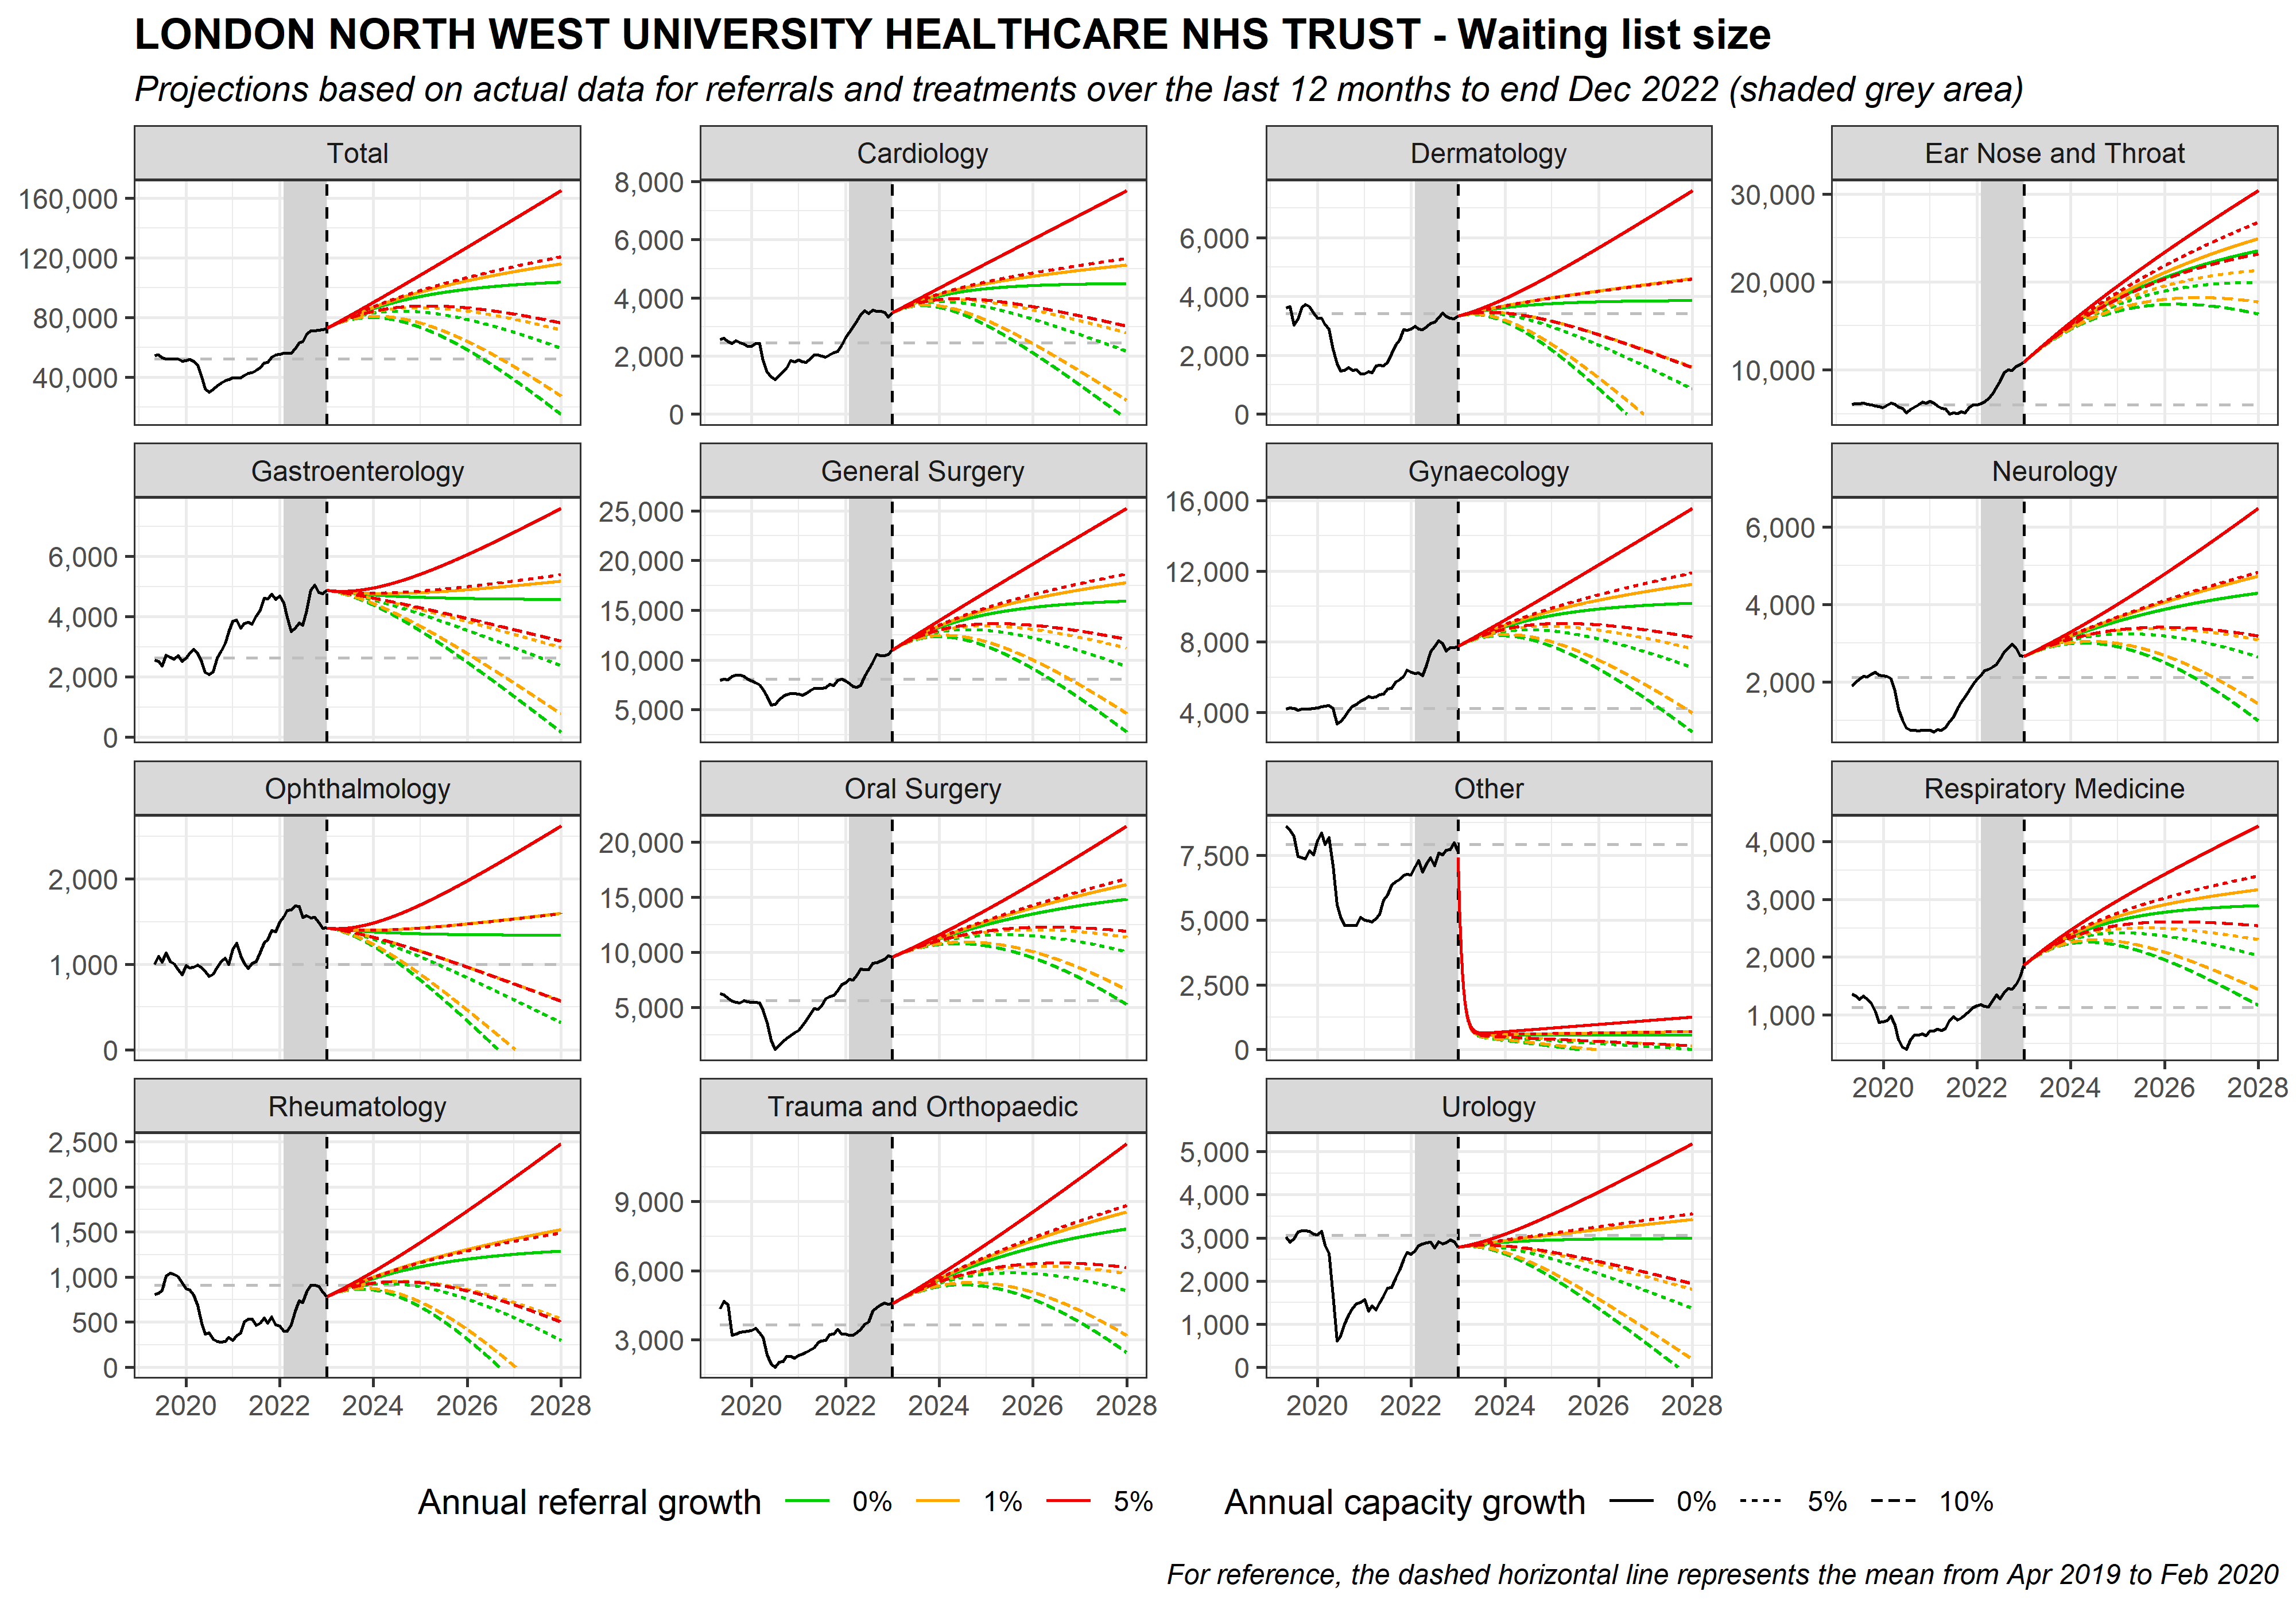 LONDON NORTH WEST UNIVERSITY HEALTHCARE NHS TRUST - Waiting list size
Projections based on actual data for referrals and treatments over the last 12 months to end Dec 2022 (shaded grey area)
Total
160,000
120,000
80,000
40,000
Cardiology
8,000
6,000
4,000
2,000
0
Dermatology
6,000
4,000
2,000
0
Ear Nose and Throat
30,000
20,000
10,000
Gastroenterology
6,000
4,000
2,000
0
General Surgery
25,000
20,000
15,000
10,000
5,000
Gynaecology
16,000
12,000
8,000
4,000
Neurology
6,000
4,000
2,000
Ophthalmology
2,000
1,000
0
Oral Surgery
20,000
15,000
10,000
5,000
Other
7,500
5,000
2,500
0
Respiratory Medicine
4,000
3,000
2,000
1,000
2020 2022 2024 2026 2028
Rheumatology
2,500
2,000
1,500
1,000
500
0
2020 2022 2024 2026 2028
Trauma and Orthopaedic
9,000
6,000
3,000
2020 2022 2024 2026 2028
Urology
5,000
4,000
3,000
2,000
1,000
0
2020 2022 2024 2026 2028
Annual referral growth 0% 1% 5% Annual capacity growth 0% 5% 10%
For reference, the dashed horizontal line represents the mean from Apr 2019 to Feb 2020